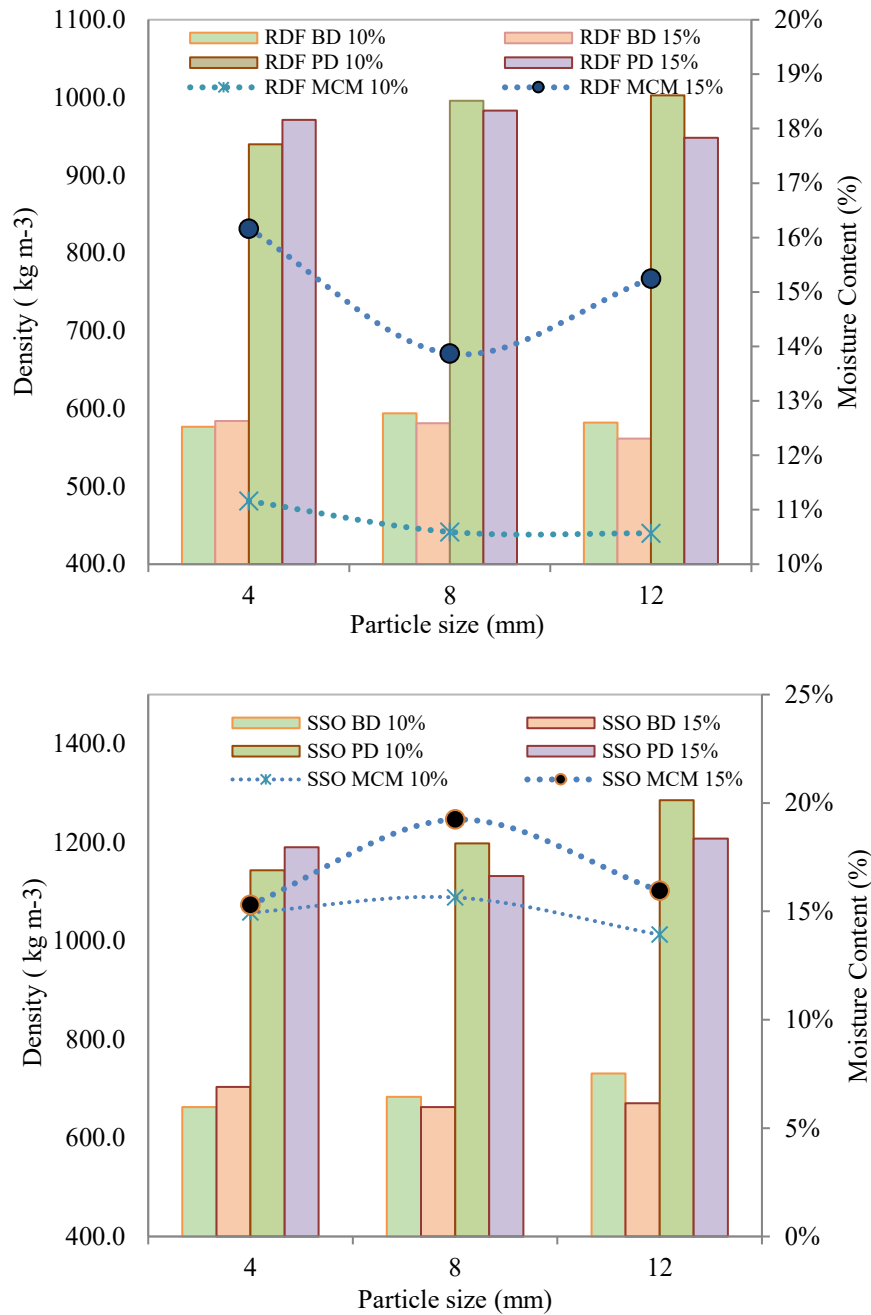 1100.0
1000.0
900.0
800.0
700.0
600.0
500.0
400.0
Density ( kg m-3)
RDF BD 10% RDF BD 15%
RDF PD 10% RDF PD 15%
RDF MCM 10% RDF MCM 15%
20%
19%
18%
17%
16%
15%
14%
13%
12%
11%
10%
Moisture Content (%)
4 8 12
Particle size (mm)
1400.0
1200.0
1000.0
800.0
600.0
400.0
Density ( kg m-3)
SSO BD 10% SSO BD 15%
SSO PD 10% SSO PD 15%
SSO MCM 10% SSO MCM 15%
25%
20%
15%
10%
5%
0%
Moisture Content (%)
4 8 12
Particle size (mm)